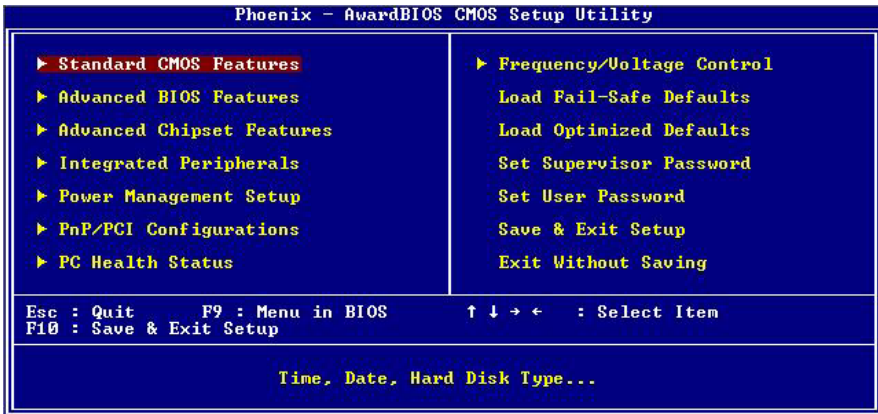 Phoenix - AwardBIOS CMOS Setup Utility
▶ Standard CMOS Features
▶ Advanced BIOS Features
▶ Advanced Chipset Features
▶ Integrated Peripherals
▶ Power Management Setup
▶ PnP/PCI Configurations
▶ PC Health Status
▶ Frequency/Voltage Control
Load Fail-Safe Defaults
Load Optimized Defaults
Set Supervisor Password
Set User Password
Save & Exit Setup
Exit Without Saving
Esc : Quit F9 : Menu in BIOS ↑ ↓ → ← : Select Item
F10 : Save & Exit Setup
Time, Date, Hard Disk Type...